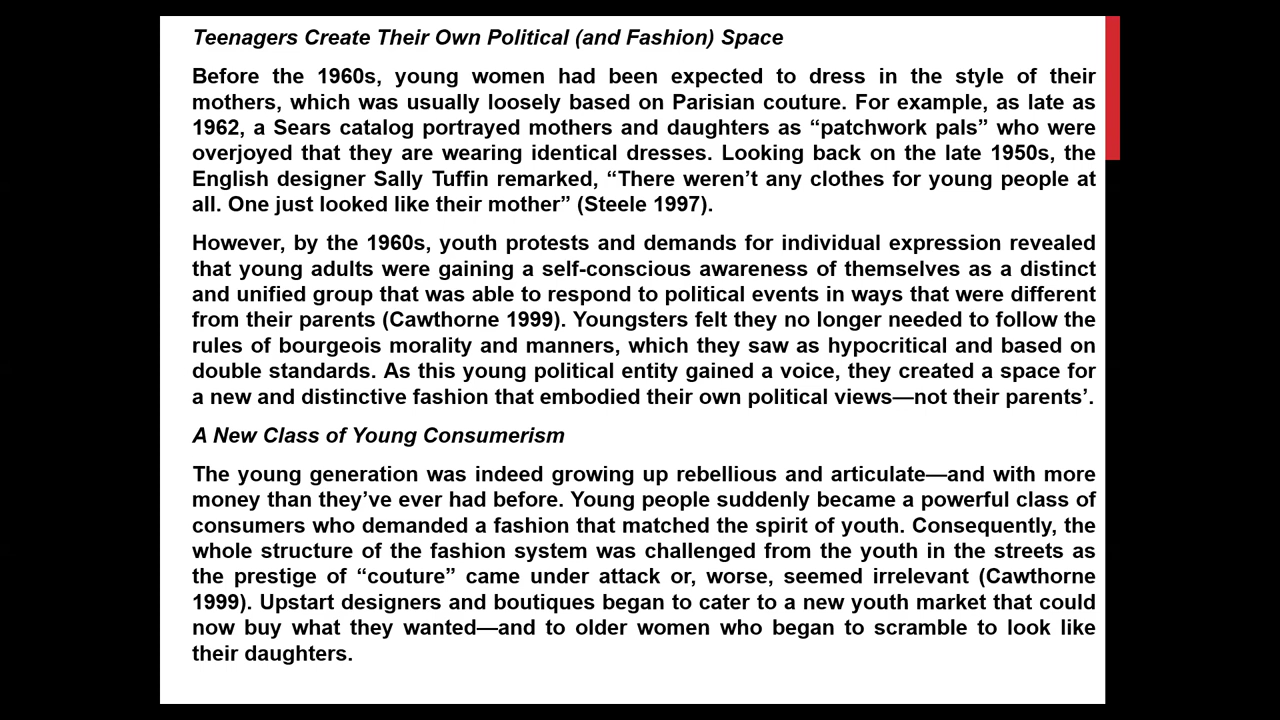 Teenagers Create Their Own Political (and Fashion) Space
Before the 1960s, young women had been expected to dress in the style of their
mothers, which was usually loosely based on Parisian couture. For example, as late as
1962, a Sears catalog portrayed mothers and daughters as “patchwork pals” who were
overjoyed that they are wearing identical dresses. Looking back on the late 1950s, the
English designer Sally Tuffin remarked, “There weren’t any clothes for young people at
all. One just looked like their mother” (Steele 1997).
However, by the 1960s, youth protests and demands for individual expression revealed
that young adults were gaining a self-conscious awareness of themselves as a distinct
and unified group that was able to respond to political events in ways that were different
from their parents (Cawthorne 1999). Youngsters felt they no longer needed to follow the
rules of bourgeois morality and manners, which they saw as hypocritical and based on
double standards. As this young political entity gained a voice, they created a space for
a new and distinctive fashion that embodied their own political views—not their parents’.
A New Class of Young Consumerism
The young generation was indeed growing up rebellious and articulate—and with more
money than they’ve ever had before. Young people suddenly became a powerful class of
consumers who demanded a fashion that matched the spirit of youth. Consequently, the
whole structure of the fashion system was challenged from the youth in the streets as
the prestige of “couture” came under attack or, worse, seemed irrelevant (Cawthorne
1999). Upstart designers and boutiques began to cater to a new youth market that could
now buy what they wanted—and to older women who began to scramble to look like
their daughters.